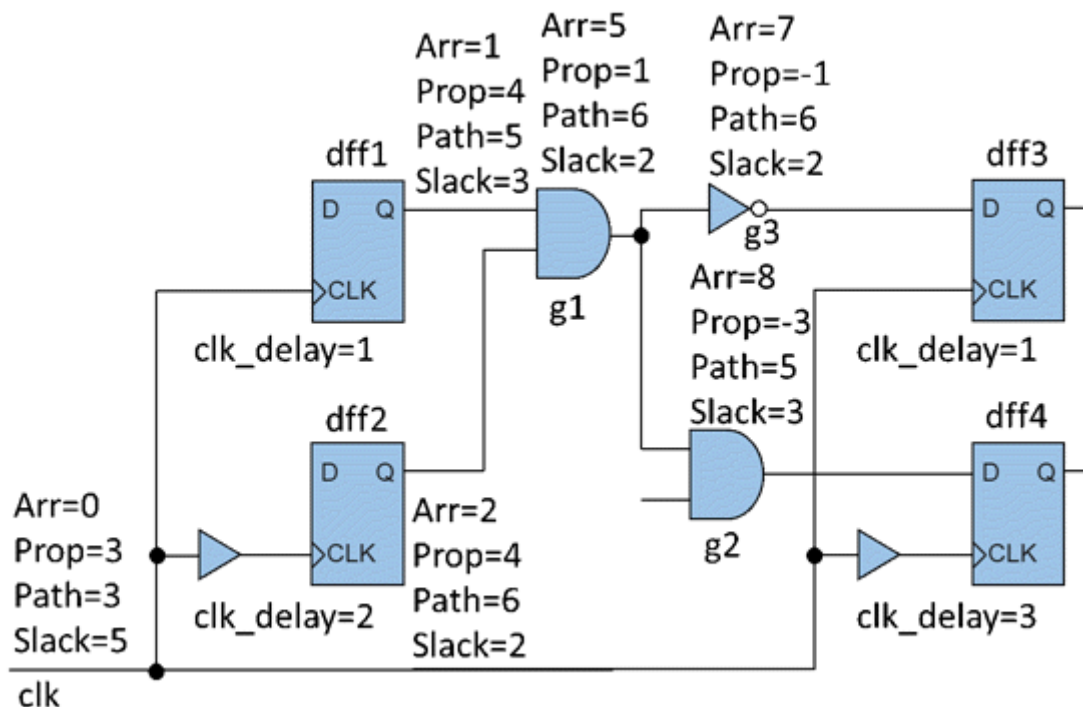 Arr=1
Prop=4
Path=5
Slack=3
Arr=5
Prop=1
Path=6
Slack=2
Arr=7
Prop=-1
Path=6
Slack=2
dff1
D Q
CLK
clk_delay=1
g1
g3
dff3
D Q
CLK
clk_delay=1
Arr=8
Prop=-3
Path=5
Slack=3
dff2
D Q
CLK
clk_delay=2
Arr=0
Prop=3
Path=3
Slack=5
Arr=2
Prop=4
Path=6
Slack=2
g2
dff4
D Q
CLK
clk_delay=3
clk